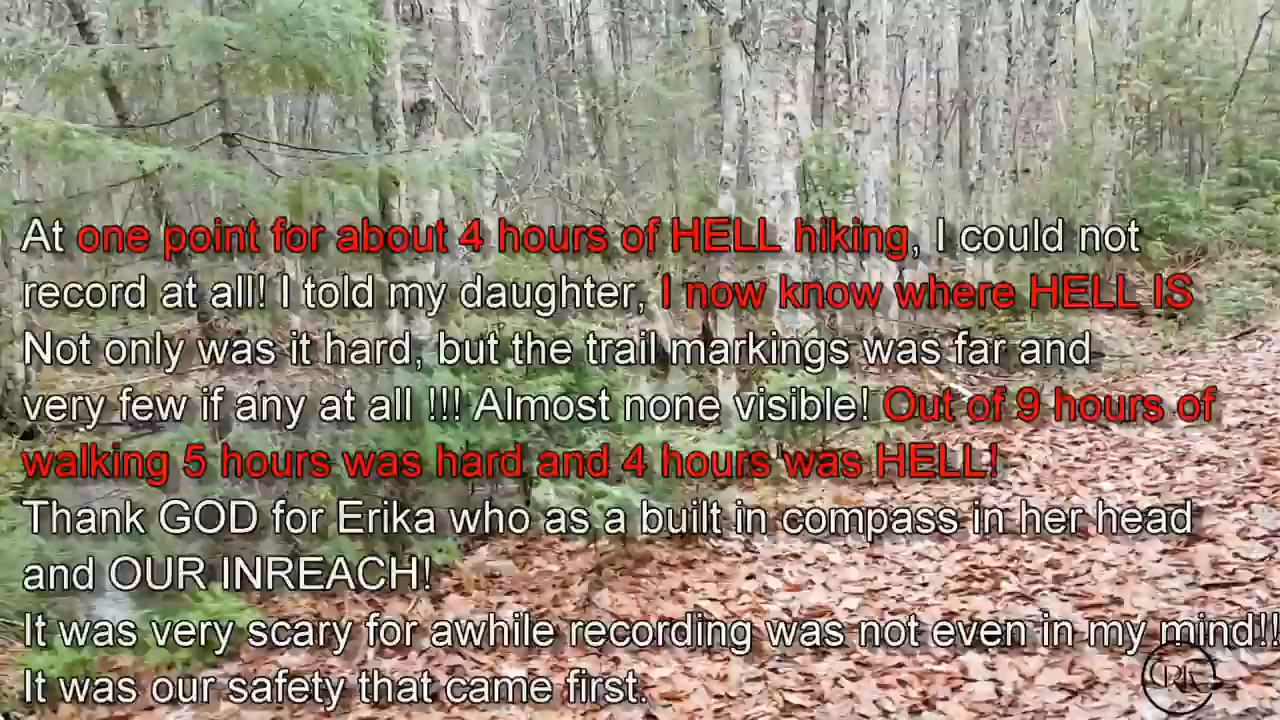 At one point for about 4 hours of HELL hiking, I could not
record at all! I told my daughter, I now know where HELL IS
Not only was it hard, but the trail markings was far and
very few if any at all !!! Almost none visible! Out of 9 hours of
walking 5 hours was hard and 4 hours was HELL!
Thank GOD for Erika who as a built in compass in her head
and OUR INREACH!
It was very scary for awhile recording was not even in my mind!!
It was our safety that came first.